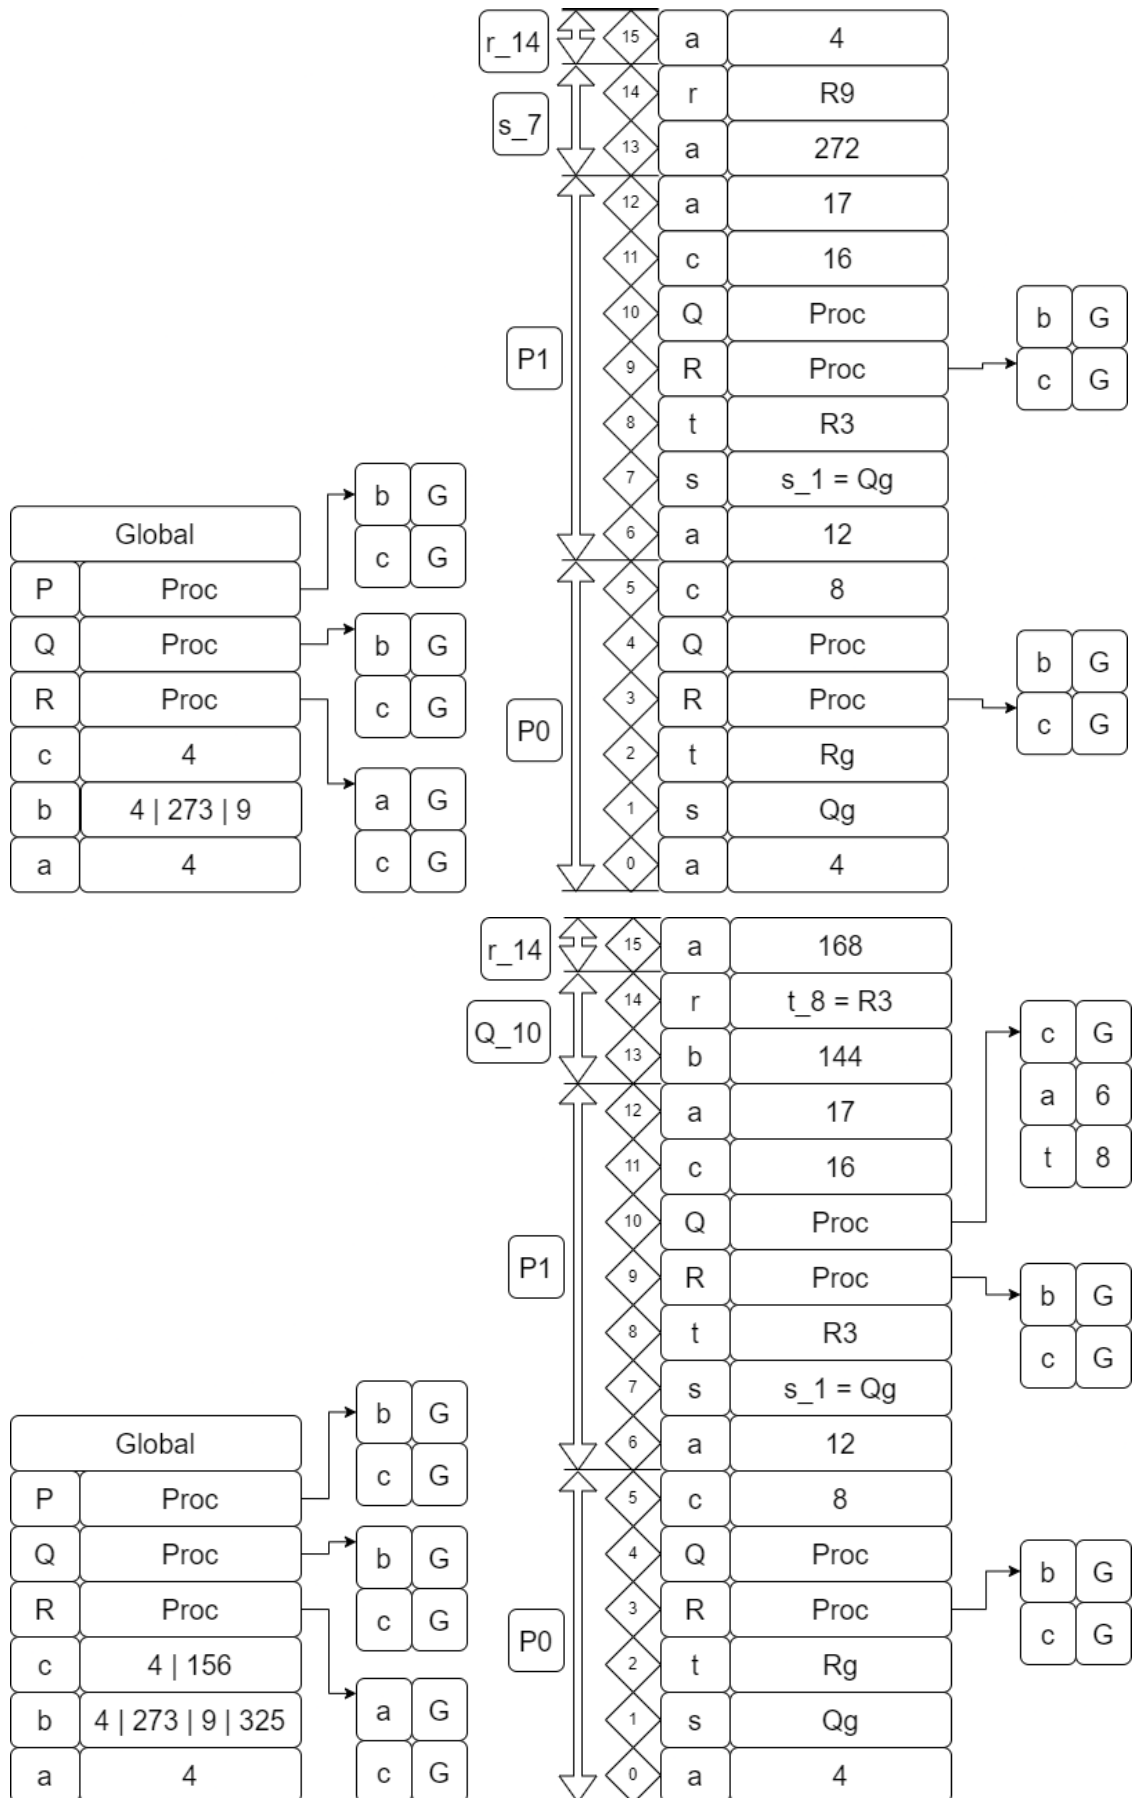 r_14 15 a 4
14 r R9
s_7
13 a 272
12 a 17
11 c 16
10 Q Proc
b G
P1
9 R Proc
c G
8 t R3
7 s s_1 = Qg
b G
6 a 12
Global
c G
P Proc
5 c 8
Q Proc
b G
4 Q Proc
b G
R Proc
c G
3 R Proc
c G
P0
c 4
2 t Rg
b 4 | 273 | 9
a G
1 s Qg
a 4
c G
0 a 4
r_14 15 a 168
14 r t_8 = R3
c G
Q_10
13 b 144
a 6
12 a 17
t 8
11 c 16
10 Q Proc
P1
9 R Proc
b G
8 t R3
c G
7 s s_1 = Qg
b G
6 a 12
Global
c G
P Proc
5 c 8
Q Proc
b G
4 Q Proc
b G
R Proc
c G
3 R Proc
c G
P0
c 4 | 156
2 t Rg
b 4 | 273 | 9 | 325
a G
1 s Qg
a 4
c G
0 a 4